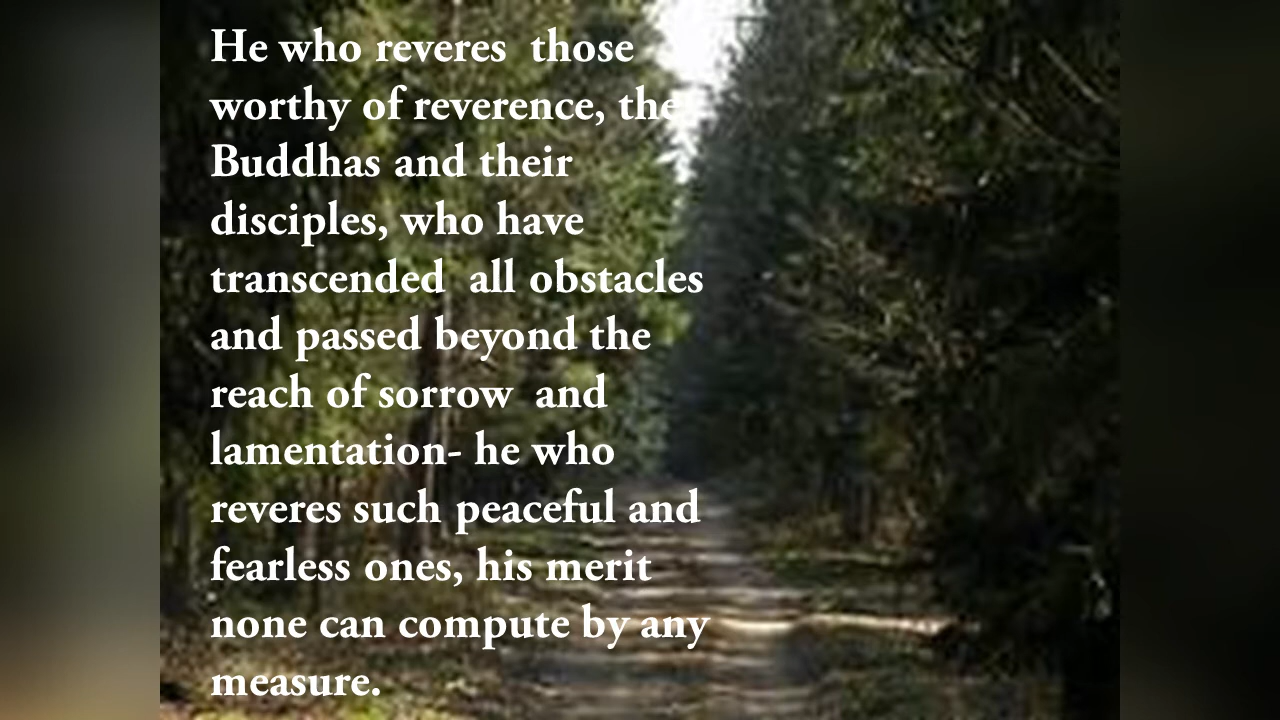 He who reveres  those
worthy of reverence, the
Buddhas and their
disciples, who have
transcended  all obstacles
and passed beyond the
reach of sorrow  and
lamentation- he who
reveres such peaceful and
fearless ones, his merit
none can compute by any
measure.